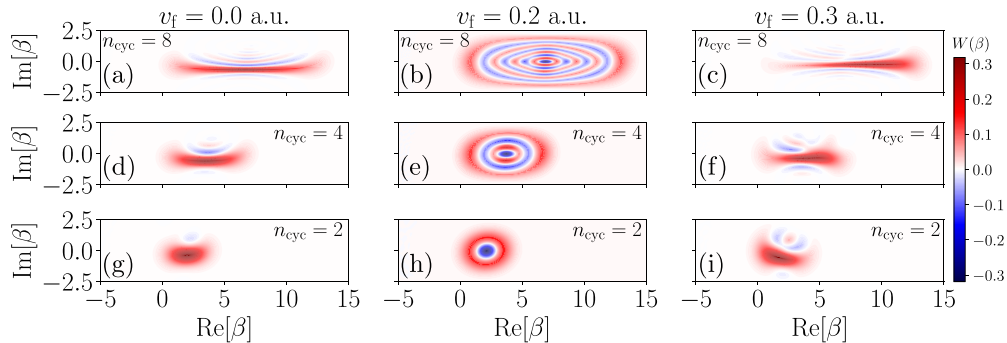 v_f = 0.0 a.u.
v_f = 0.2 a.u.
v_f = 0.3 a.u.
2.5
0.0
−2.5
Im[β]
n_cyc = 8
(a)
n_cyc = 8
(b)
n_cyc = 8
(c)
2.5
0.0
−2.5
Im[β]
n_cyc = 4
(d)
n_cyc = 4
(e)
n_cyc = 4
(f)
2.5
0.0
−2.5
Im[β]
n_cyc = 2
(g)
n_cyc = 2
(h)
n_cyc = 2
(i)
−5 0 5 10 15
−5 0 5 10 15
−5 0 5 10 15
Re[β]
Re[β]
Re[β]
W(β)
0.3
0.2
0.1
0.0
−0.1
−0.2
−0.3